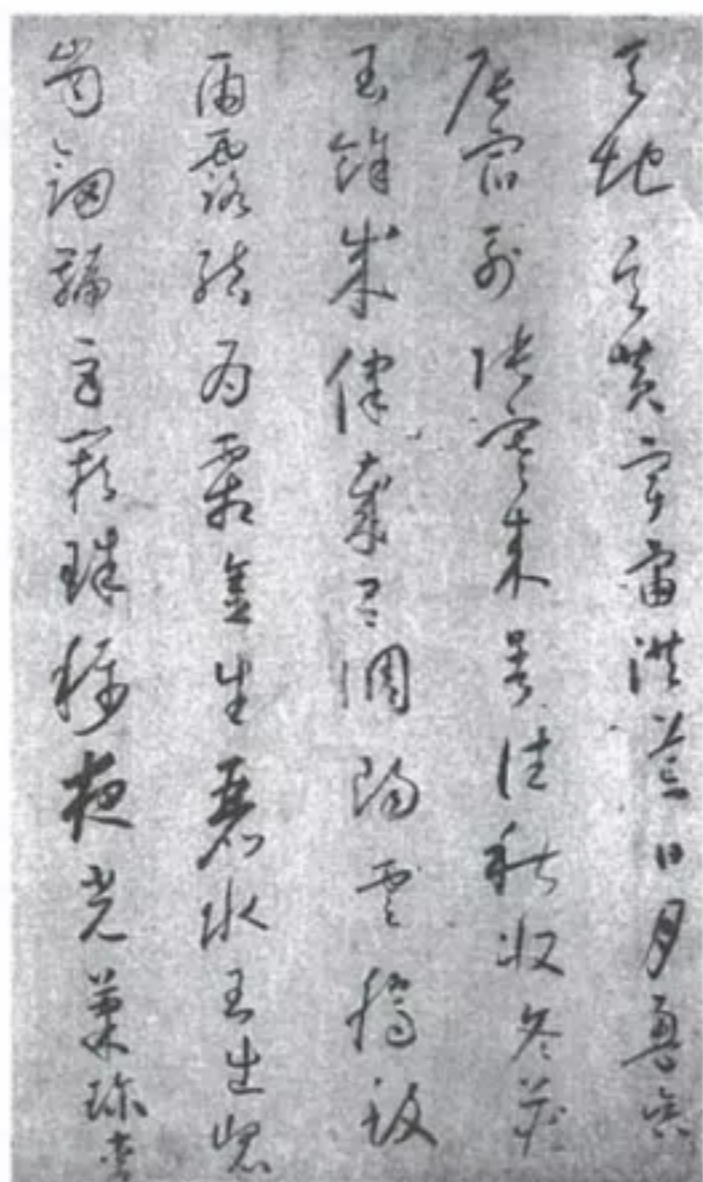 天地玄黃宇宙洪荒日月盈昃
辰宿列張寒來暑往秋收冬藏
閏餘成律歲呂調陽雲騰致
雨露結為霜金生麗水玉出崐
崗劍號巨闕珠稱夜光菓珍李